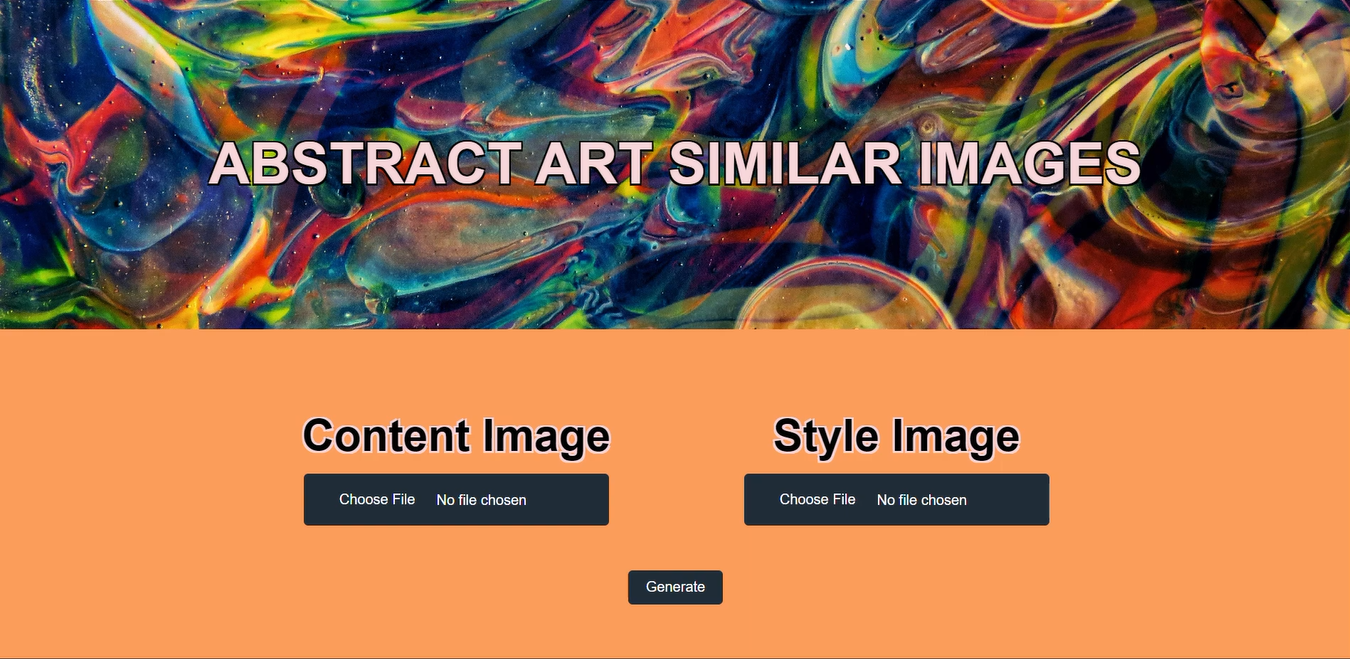 ABSTRACT ART SIMILAR IMAGES
Content Image
Style Image
Choose File No file chosen
Choose File No file chosen
Generate